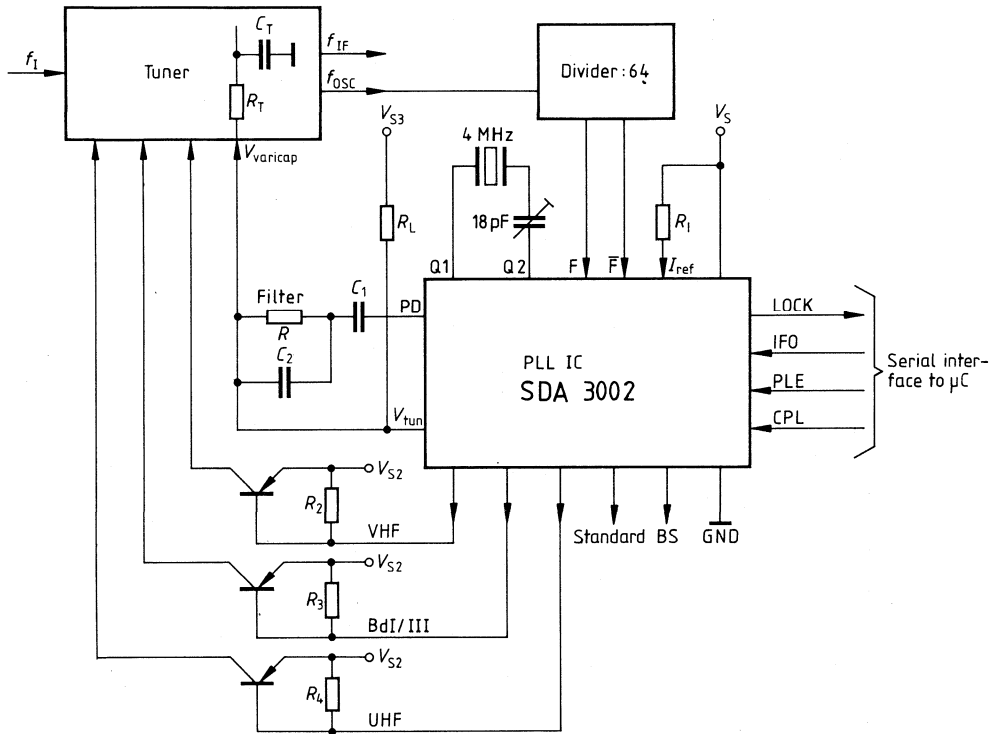 C_T
f_I
Tuner
f_IF
f_OSC
Divider : 64
R_T
V_varicap
V_S3
4 MHz
V_S
R_L
18 pF
R_I
Q1
Q2
F
F̅
I_ref
Filter
C_1
PD
LOCK
R
IFO
C_2
PLL IC
SDA 3002
PLE
Serial inter-
face to µC
V_tun
CPL
V_S2
R_2
VHF
Standard
BS
GND
V_S2
R_3
BdI/III
V_S2
R_4
UHF